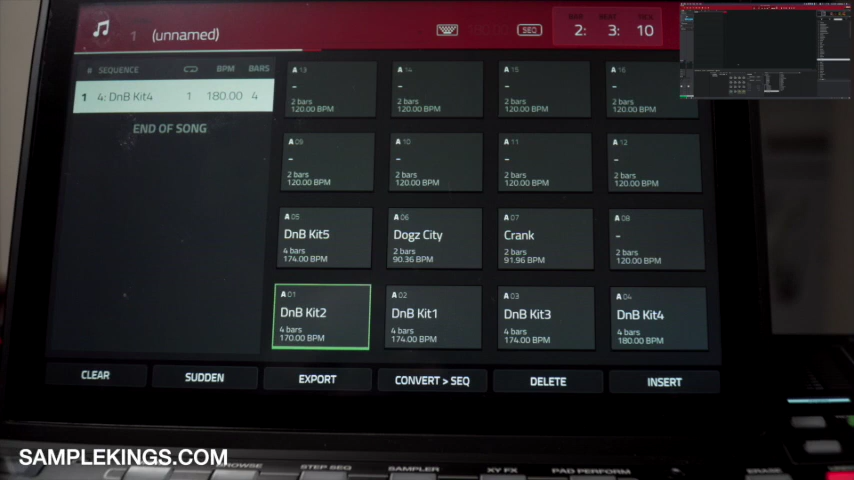 1 (unnamed)
SEQ
BAR BEAT TICK
2: 3: 10
# SEQUENCE BPM BARS
1 4: DnB Kit4 1 180.00 4
END OF SONG
A 13
-
2 bars
120.00 BPM
A 14
-
2 bars
120.00 BPM
A 15
-
2 bars
120.00 BPM
A 16
-
2 bars
120.00 BPM
A 09
-
2 bars
120.00 BPM
A 10
-
2 bars
120.00 BPM
A 11
-
2 bars
120.00 BPM
A 12
-
2 bars
120.00 BPM
A 05
DnB Kit5
4 bars
174.00 BPM
A 06
Dogz City
2 bars
90.36 BPM
A 07
Crank
2 bars
91.96 BPM
A 08
-
2 bars
120.00 BPM
A 01
DnB Kit2
4 bars
170.00 BPM
A 02
DnB Kit1
4 bars
174.00 BPM
A 03
DnB Kit3
4 bars
174.00 BPM
A 04
DnB Kit4
4 bars
180.00 BPM
CLEAR SUDDEN EXPORT CONVERT > SEQ DELETE INSERT
SAMPLEKINGS.COM
BROWSE STEP SEQ SAMPLER XY FX PAD PERFORM ERASE